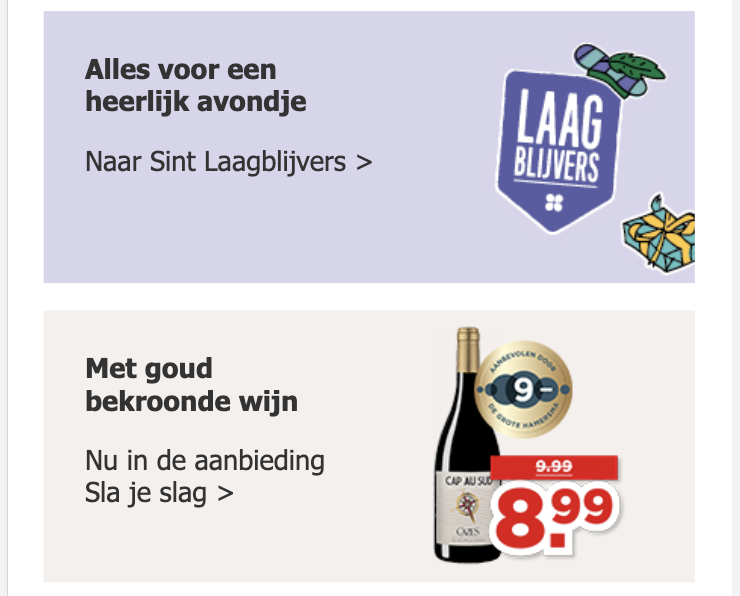 Alles voor een
heerlijk avondje
Naar Sint Laagblijvers >
LAAG
BLIJVERS
Met goud
bekroonde wijn
Nu in de aanbieding
Sla je slag >
AANBEVOLEN DOOR
9-
DE GROTE HAMERSMA
9.99
8.99
CAP AU SUD